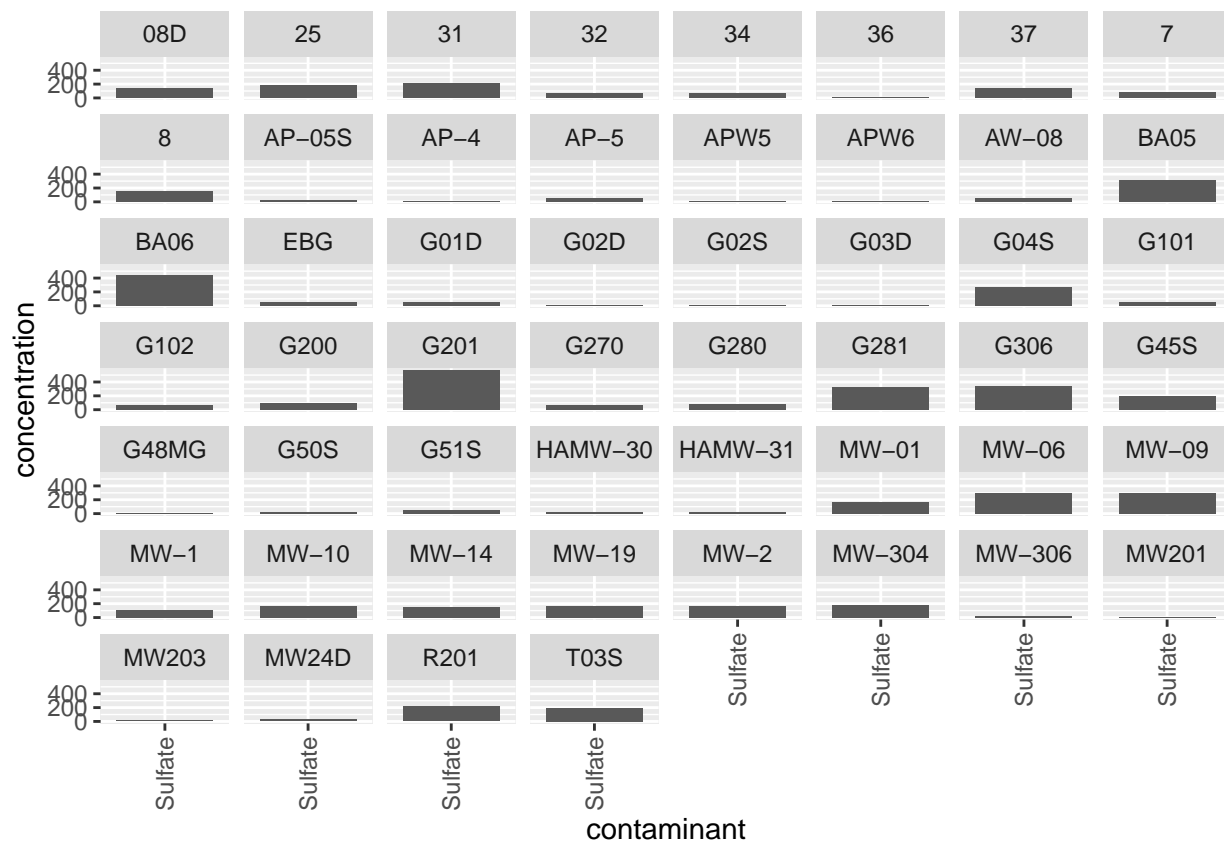 08D 25 31 32 34 36 37 7
400
200
0
8 AP−05S AP−4 AP−5 APW5 APW6 AW−08 BA05
400
200
0
BA06 EBG G01D G02D G02S G03D G04S G101
400
200
0
G102 G200 G201 G270 G280 G281 G306 G45S
400
200
0
G48MG G50S G51S HAMW−30 HAMW−31 MW−01 MW−06 MW−09
400
200
0
MW−1 MW−10 MW−14 MW−19 MW−2 MW−304 MW−306 MW201
400
200
0
MW203 MW24D R201 T03S
400
200
0
Sulfate Sulfate Sulfate Sulfate
Sulfate Sulfate Sulfate Sulfate
contaminant
concentration